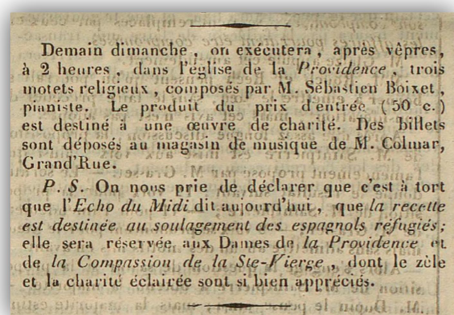 Demain dimanche, on exécutera, après vêpres,
à 2 heures, dans l'église de la Providence, trois
motets religieux, composés par M. Sébastien Boixet,
pianiste. Le produit du prix d'entrée (50 c.)
est destiné à une œuvre de charité. Des billets
sont déposés au magasin de musique de M. Colmar,
Grand'Rue.
P. S. On nous prie de déclarer que c'est à tort
que l'Echo du Midi dit aujourd'hui, que la recette
est destinée au soulagement des espagnols réfugiés;
elle sera réservée aux Dames de la Providence et
de la Compassion de la Ste-Vierge, dont le zèle
et la charité éclairée sont si bien appréciés.